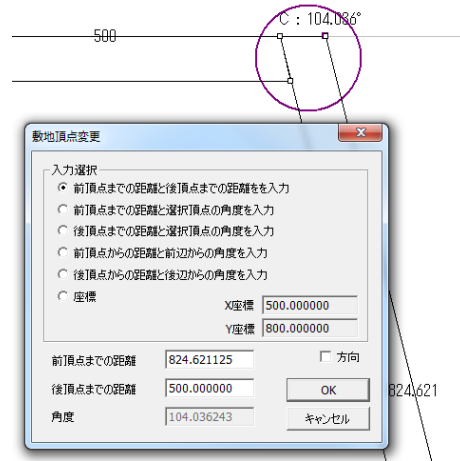 C : 104.036°
500
敷地頂点変更
入力選択
前頂点までの距離と後頂点までの距離をを入力
前頂点までの距離と選択頂点の角度を入力
後頂点までの距離と選択頂点の角度を入力
前頂点からの距離と前辺からの角度を入力
後頂点からの距離と後辺からの角度を入力
座標
X座標 500.000000
Y座標 800.000000
前頂点までの距離 824.621125 方向
後頂点までの距離 500.000000 OK
824.621
角度 104.036243 キャンセル